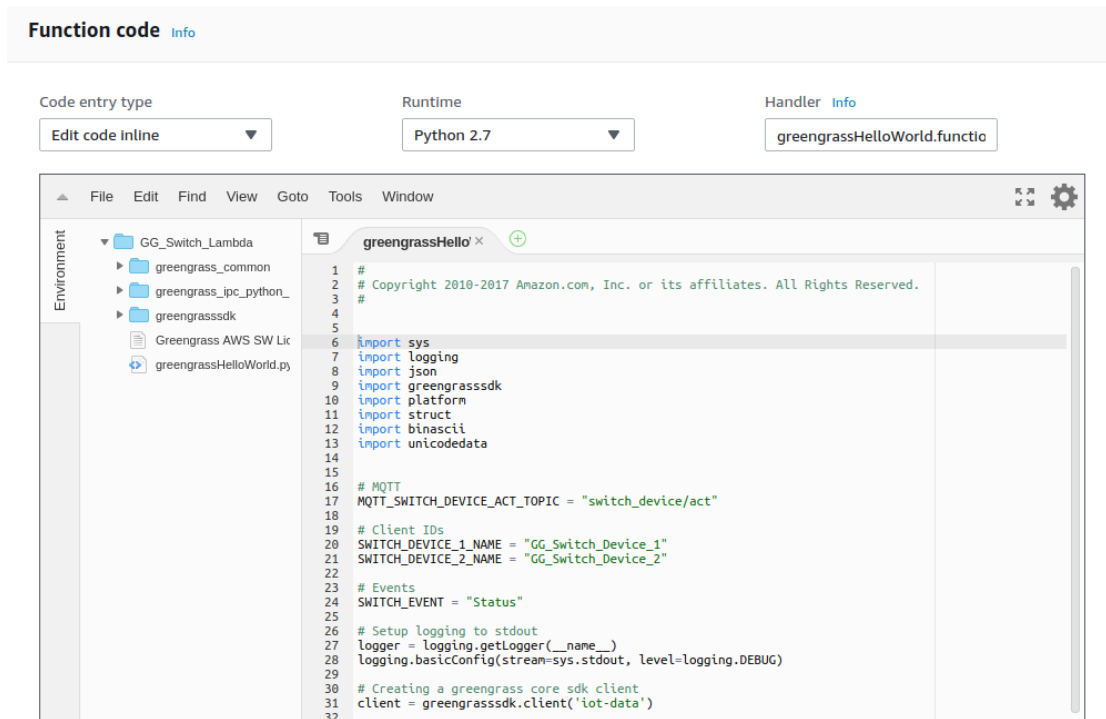 Function code Info
Code entry type Runtime Handler Info
Edit code inline Python 2.7 greengrassHelloWorld.functio
File Edit Find View Goto Tools Window
Environment
GG_Switch_Lambda
greengrass_common
greengrass_ipc_python_
greengrasssdk
Greengrass AWS SW Lic
greengrassHelloWorld.py
greengrassHello
1 #
2 # Copyright 2010-2017 Amazon.com, Inc. or its affiliates. All Rights Reserved.
3 #
4
5
6 import sys
7 import logging
8 import json
9 import greengrasssdk
10 import platform
11 import struct
12 import binascii
13 import unicodedata
14
15
16 # MQTT
17 MQTT_SWITCH_DEVICE_ACT_TOPIC = "switch_device/act"
18
19 # Client IDs
20 SWITCH_DEVICE_1_NAME = "GG_Switch_Device_1"
21 SWITCH_DEVICE_2_NAME = "GG_Switch_Device_2"
22
23 # Events
24 SWITCH_EVENT = "Status"
25
26 # Setup logging to stdout
27 logger = logging.getLogger(__name__)
28 logging.basicConfig(stream=sys.stdout, level=logging.DEBUG)
29
30 # Creating a greengrass core sdk client
31 client = greengrasssdk.client('iot-data')
32